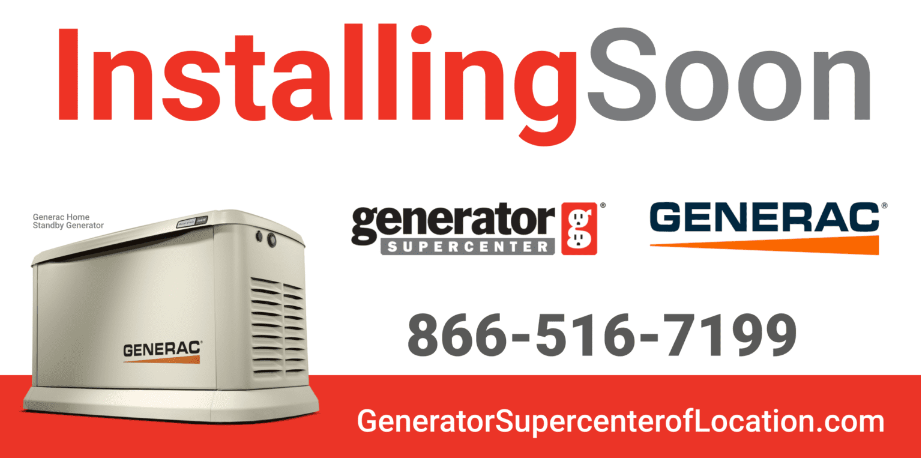 InstallingSoon
Generac Home
Standby Generator
generator g
SUPERCENTER
GENERAC®
GENERAC
866-516-7199
GeneratorSupercenterofLocation.com